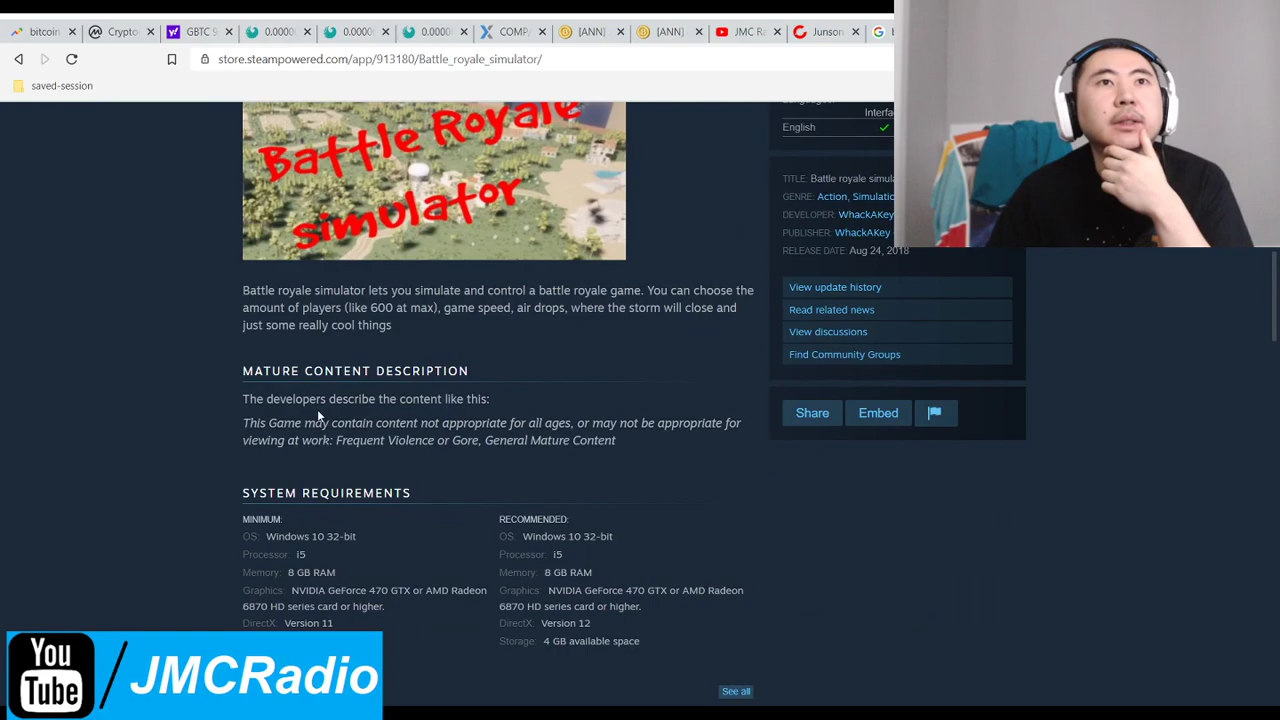 bitcoin
Crypto
GBTC
0.0000
0.0000
0.0000
COMP
[ANN]
[ANN]
JMC R
Junson
b
store.steampowered.com/app/913180/Battle_royale_simulator/
saved-session
Battle Royale
simulator
Interfa
English
TITLE: Battle royale simula
GENRE: Action, Simulatio
DEVELOPER: WhackAKey
PUBLISHER: WhackAKey
RELEASE DATE: Aug 24, 2018
Battle royale simulator lets you simulate and control a battle royale game. You can choose the
amount of players (like 600 at max), game speed, air drops, where the storm will close and
just some really cool things
View update history
Read related news
View discussions
Find Community Groups
MATURE CONTENT DESCRIPTION
The developers describe the content like this:
This Game may contain content not appropriate for all ages, or may not be appropriate for
viewing at work: Frequent Violence or Gore, General Mature Content
Share
Embed
SYSTEM REQUIREMENTS
MINIMUM:
OS: Windows 10 32-bit
Processor: i5
Memory: 8 GB RAM
Graphics: NVIDIA GeForce 470 GTX or AMD Radeon
6870 HD series card or higher.
DirectX: Version 11
RECOMMENDED:
OS: Windows 10 32-bit
Processor: i5
Memory: 8 GB RAM
Graphics: NVIDIA GeForce 470 GTX or AMD Radeon
6870 HD series card or higher.
DirectX: Version 12
Storage: 4 GB available space
See all
You
Tube
/JMCRadio